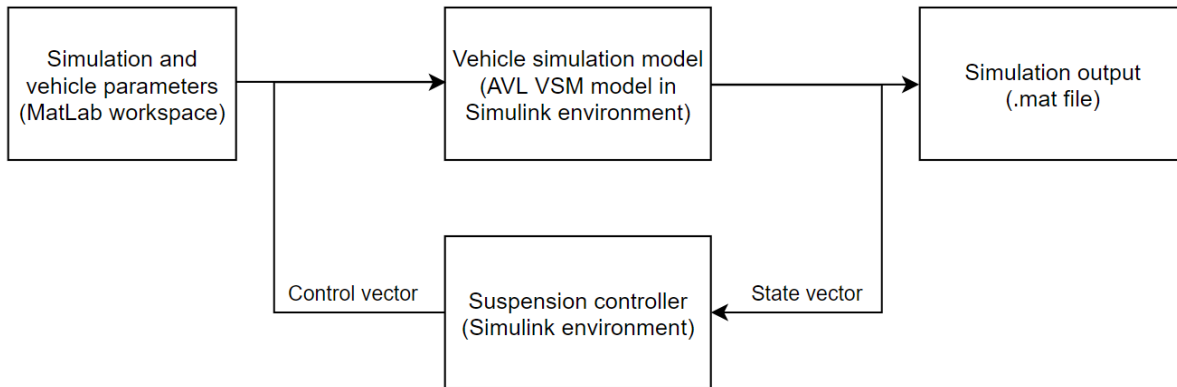 Simulation and
vehicle parameters
(MatLab workspace)
Vehicle simulation model
(AVL VSM model in
Simulink environment)
Simulation output
(.mat file)
Control vector
Suspension controller
(Simulink environment)
State vector